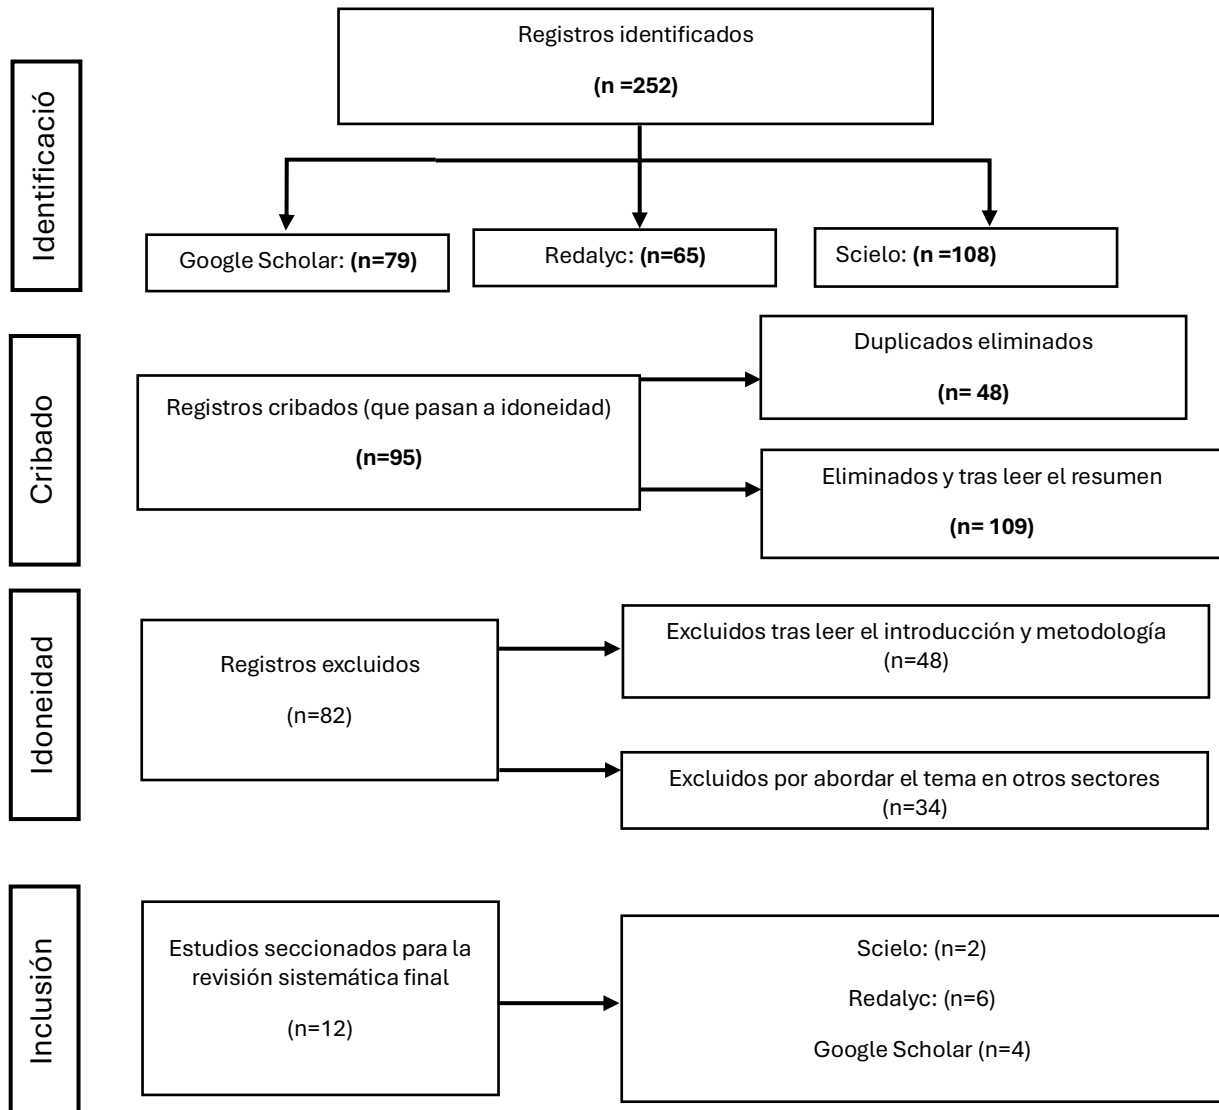 Identificació
Registros identificados
(n =252)
Google Scholar: (n=79)
Redalyc: (n=65)
Scielo: (n =108)
Cribado
Registros cribados (que pasan a idoneidad)
(n=95)
Duplicados eliminados
(n= 48)
Eliminados y tras leer el resumen
(n= 109)
Idoneidad
Registros excluidos
(n=82)
Excluidos tras leer el introducción y metodología
(n=48)
Excluidos por abordar el tema en otros sectores
(n=34)
Inclusión
Estudios seccionados para la
revisión sistemática final
(n=12)
Scielo: (n=2)
Redalyc: (n=6)
Google Scholar (n=4)